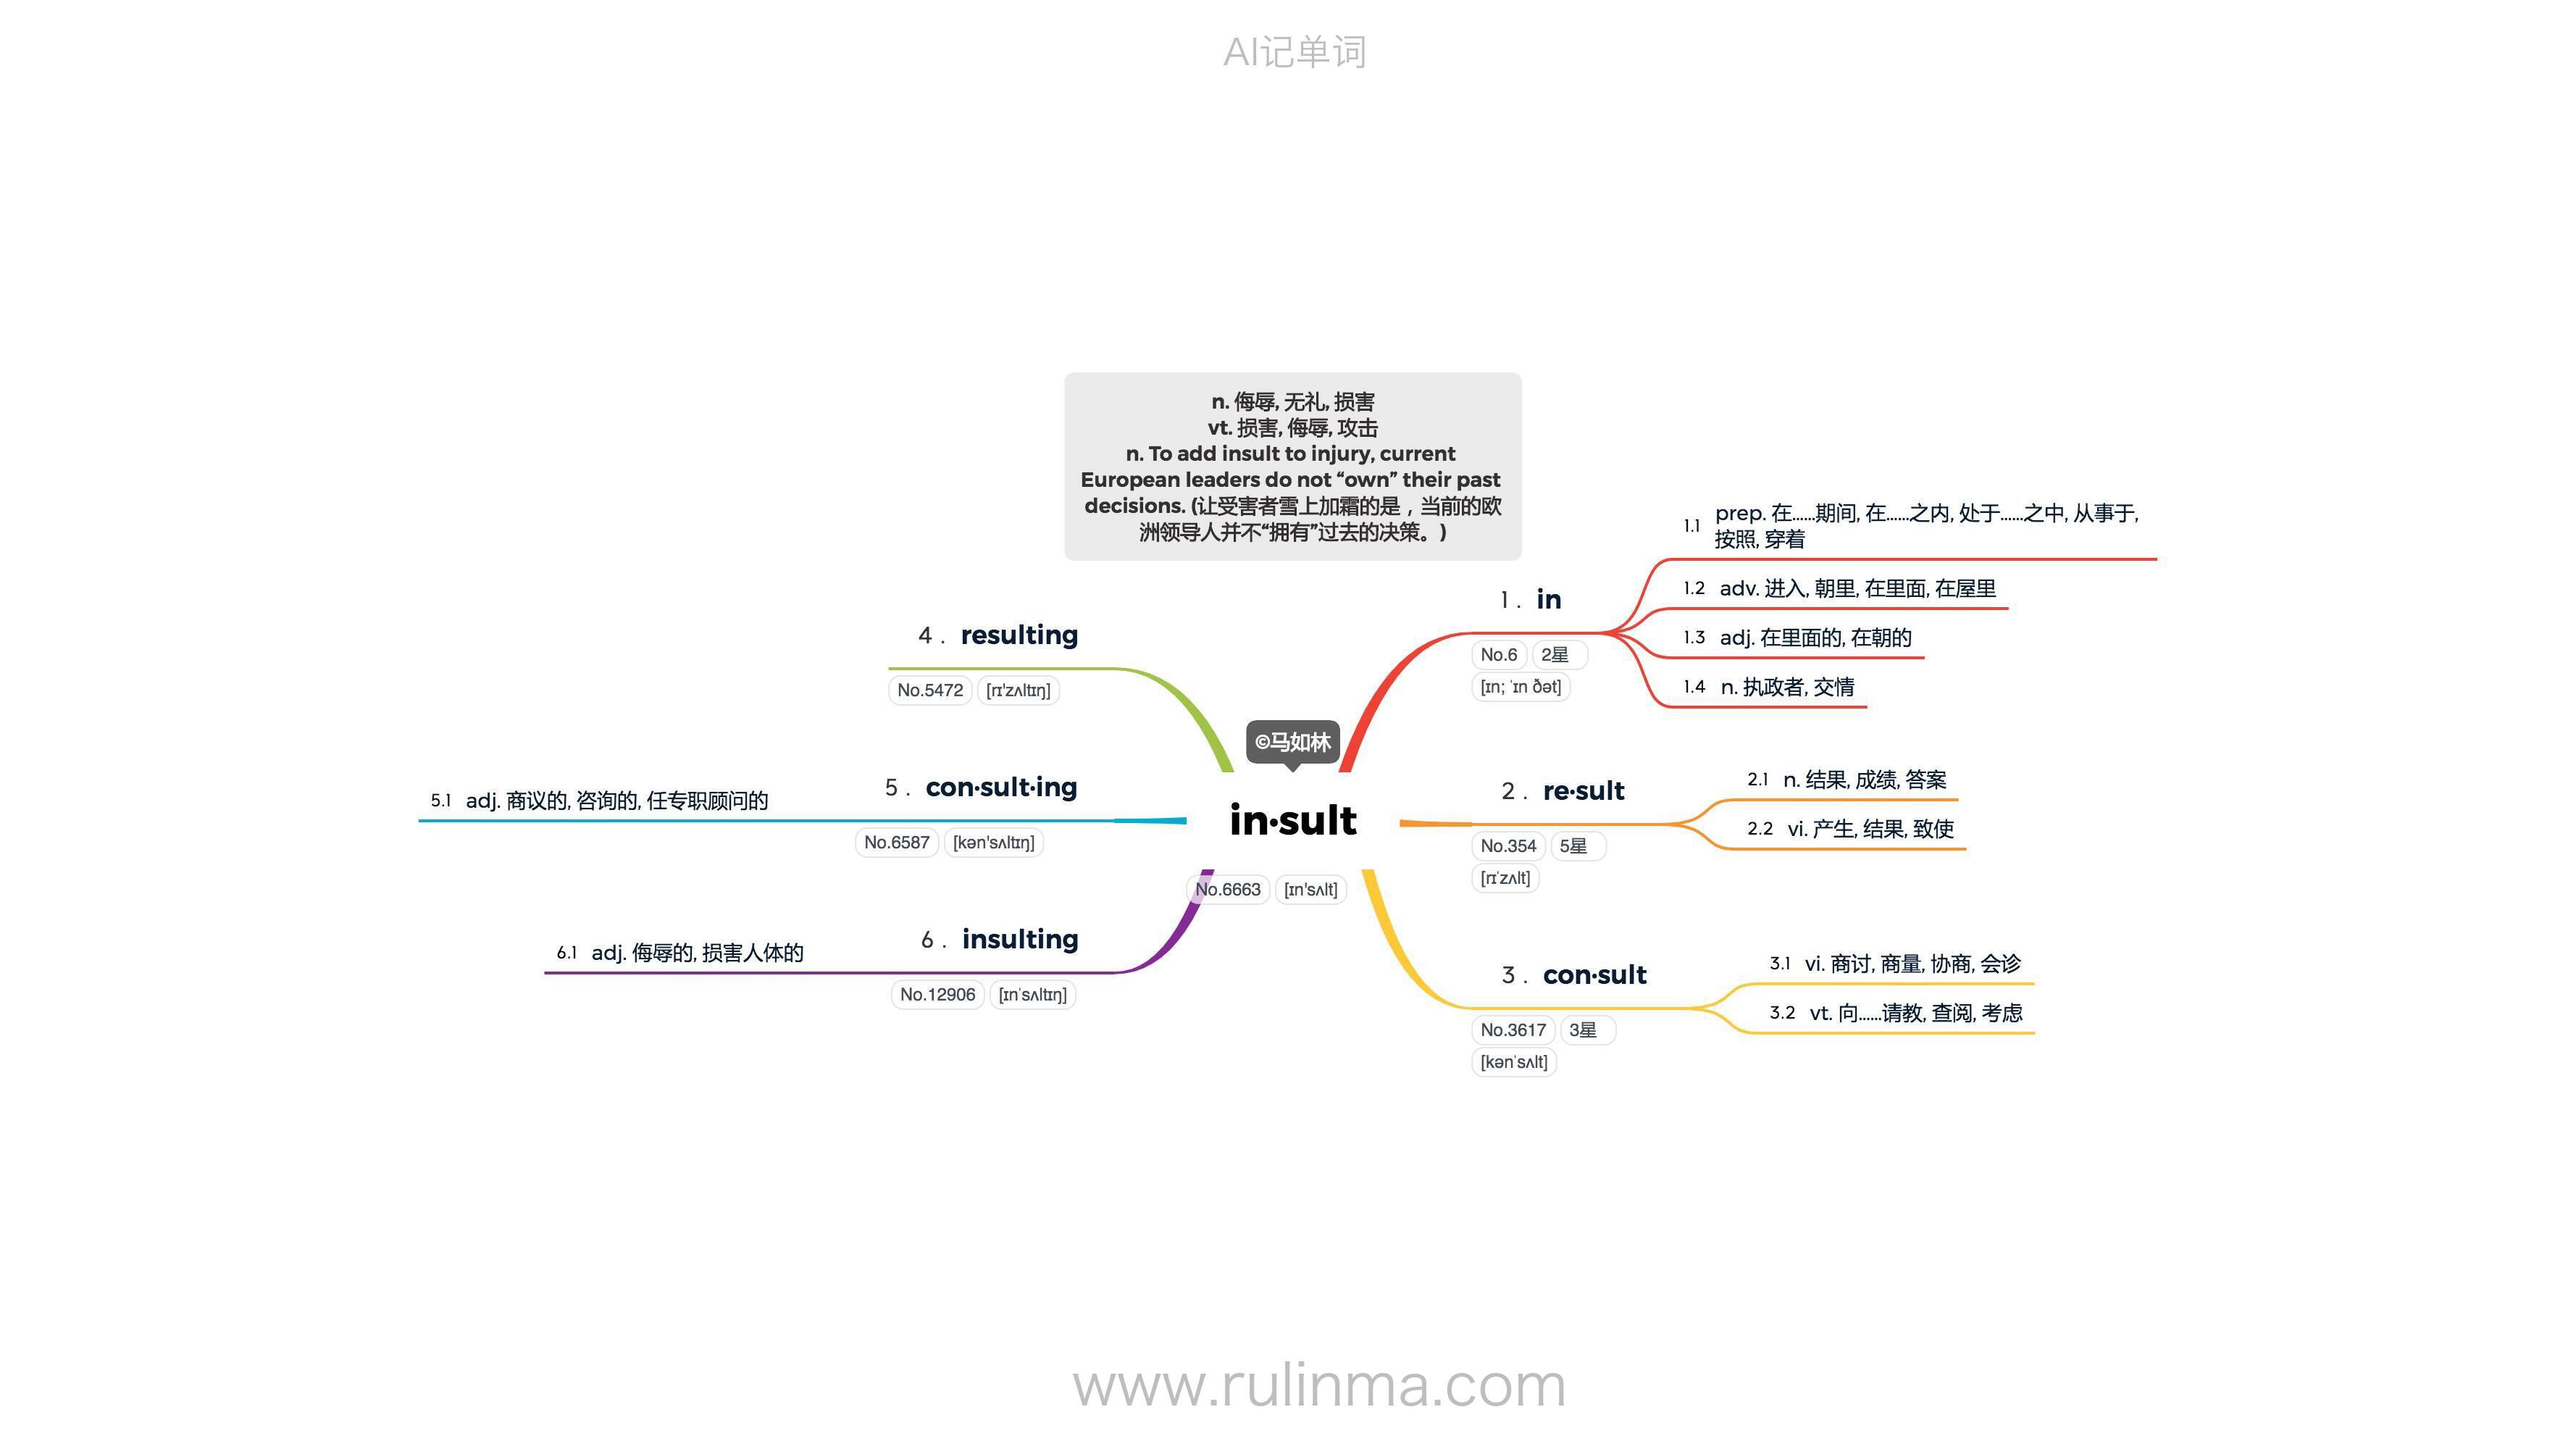 AI记单词
n. 侮辱, 无礼, 损害
vt. 损害, 侮辱, 攻击
n. To add insult to injury, current
European leaders do not “own” their past
decisions. (让受害者雪上加霜的是，当前的欧
洲领导人并不“拥有”过去的决策。)
©马如林
in·sult
No.6663 [ɪn'sʌlt]
1 . in
No.6 2星
[ɪn; ˈɪn ðət]
1.1 prep. 在……期间, 在……之内, 处于……之中, 从事于,
按照, 穿着
1.2 adv. 进入, 朝里, 在里面, 在屋里
1.3 adj. 在里面的, 在朝的
1.4 n. 执政者, 交情
2 . re·sult
No.354 5星
[rɪˈzʌlt]
2.1 n. 结果, 成绩, 答案
2.2 vi. 产生, 结果, 致使
3 . con·sult
No.3617 3星
[kənˈsʌlt]
3.1 vi. 商讨, 商量, 协商, 会诊
3.2 vt. 向……请教, 查阅, 考虑
4 . resulting
No.5472 [rɪ'zʌltɪŋ]
5 . con·sult·ing
No.6587 [kən'sʌltɪŋ]
5.1 adj. 商议的, 咨询的, 任专职顾问的
6 . insulting
No.12906 [ɪnˈsʌltɪŋ]
6.1 adj. 侮辱的, 损害人体的
www.rulinma.com